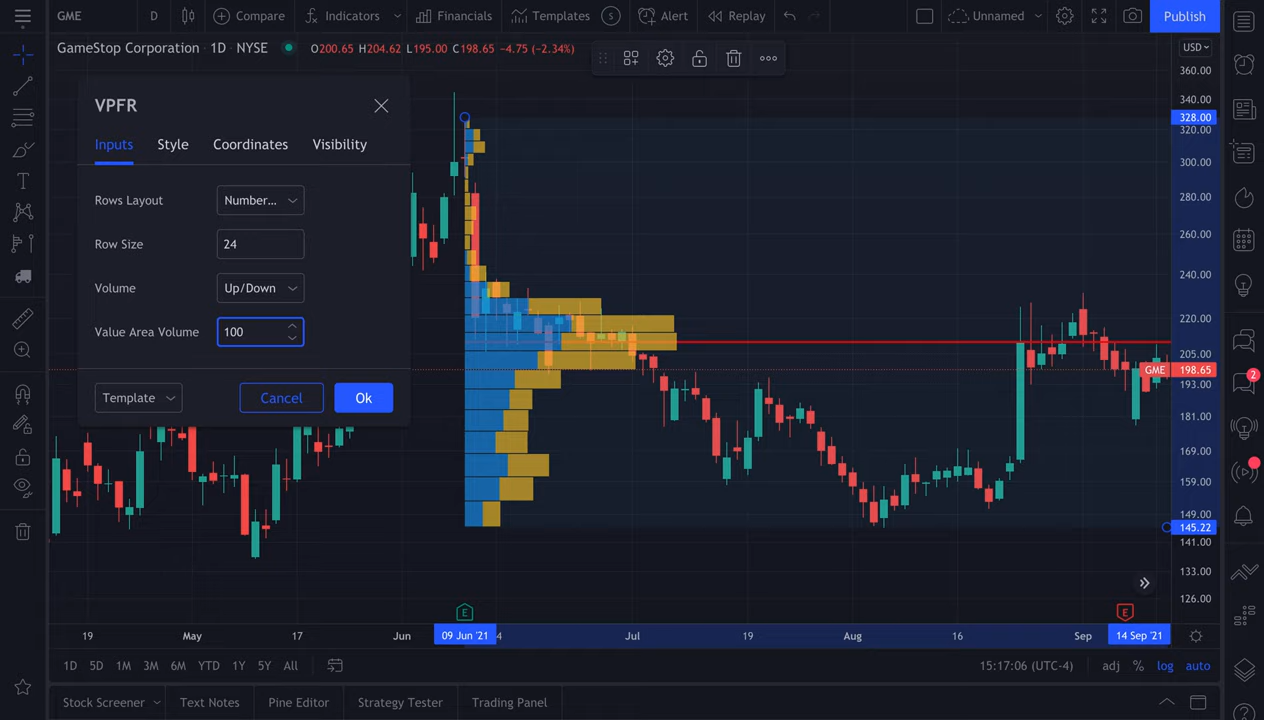 GME D Compare Indicators Financials Templates S Alert Replay Unnamed Publish
GameStop Corporation · 1D · NYSE O200.65 H204.62 L195.00 C198.65 −4.75 (−2.34%)
USD
VPFR
Inputs Style Coordinates Visibility
Rows Layout Number...
Row Size 24
Volume Up/Down
Value Area Volume 100
Template Cancel Ok
360.00
340.00
328.00
320.00
300.00
280.00
260.00
240.00
220.00
205.00
GME 198.65
193.00
181.00
169.00
159.00
149.00
145.22
141.00
133.00
126.00
2
E E
19 May 17 Jun 09 Jun '21 4 Jul 19 Aug 16 Sep 14 Sep '21
1D 5D 1M 3M 6M YTD 1Y 5Y All 15:17:06 (UTC-4) adj % log auto
Stock Screener Text Notes Pine Editor Strategy Tester Trading Panel